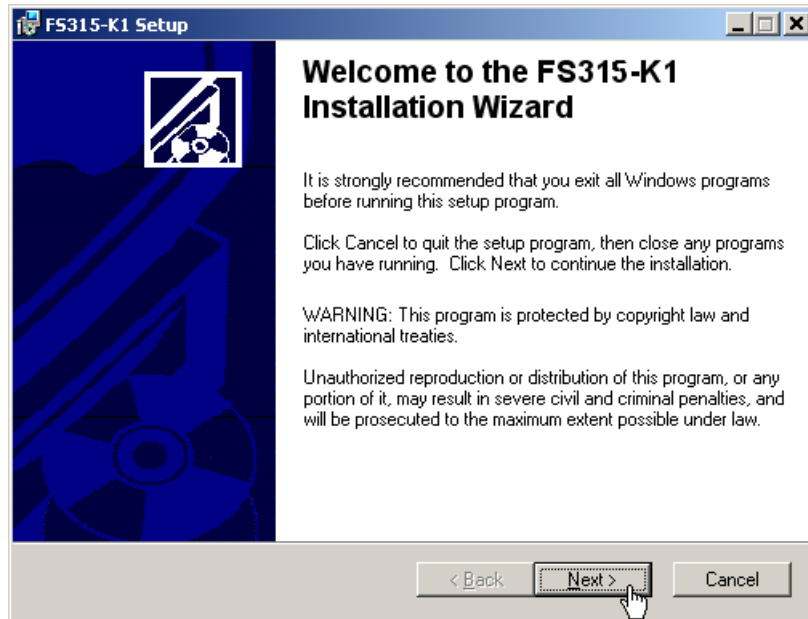 FS315-K1 Setup
Welcome to the FS315-K1
Installation Wizard
It is strongly recommended that you exit all Windows programs
before running this setup program.
Click Cancel to quit the setup program, then close any programs
you have running.  Click Next to continue the installation.
WARNING: This program is protected by copyright law and
international treaties.
Unauthorized reproduction or distribution of this program, or any
portion of it, may result in severe civil and criminal penalties, and
will be prosecuted to the maximum extent possible under law.
< Back Next > Cancel